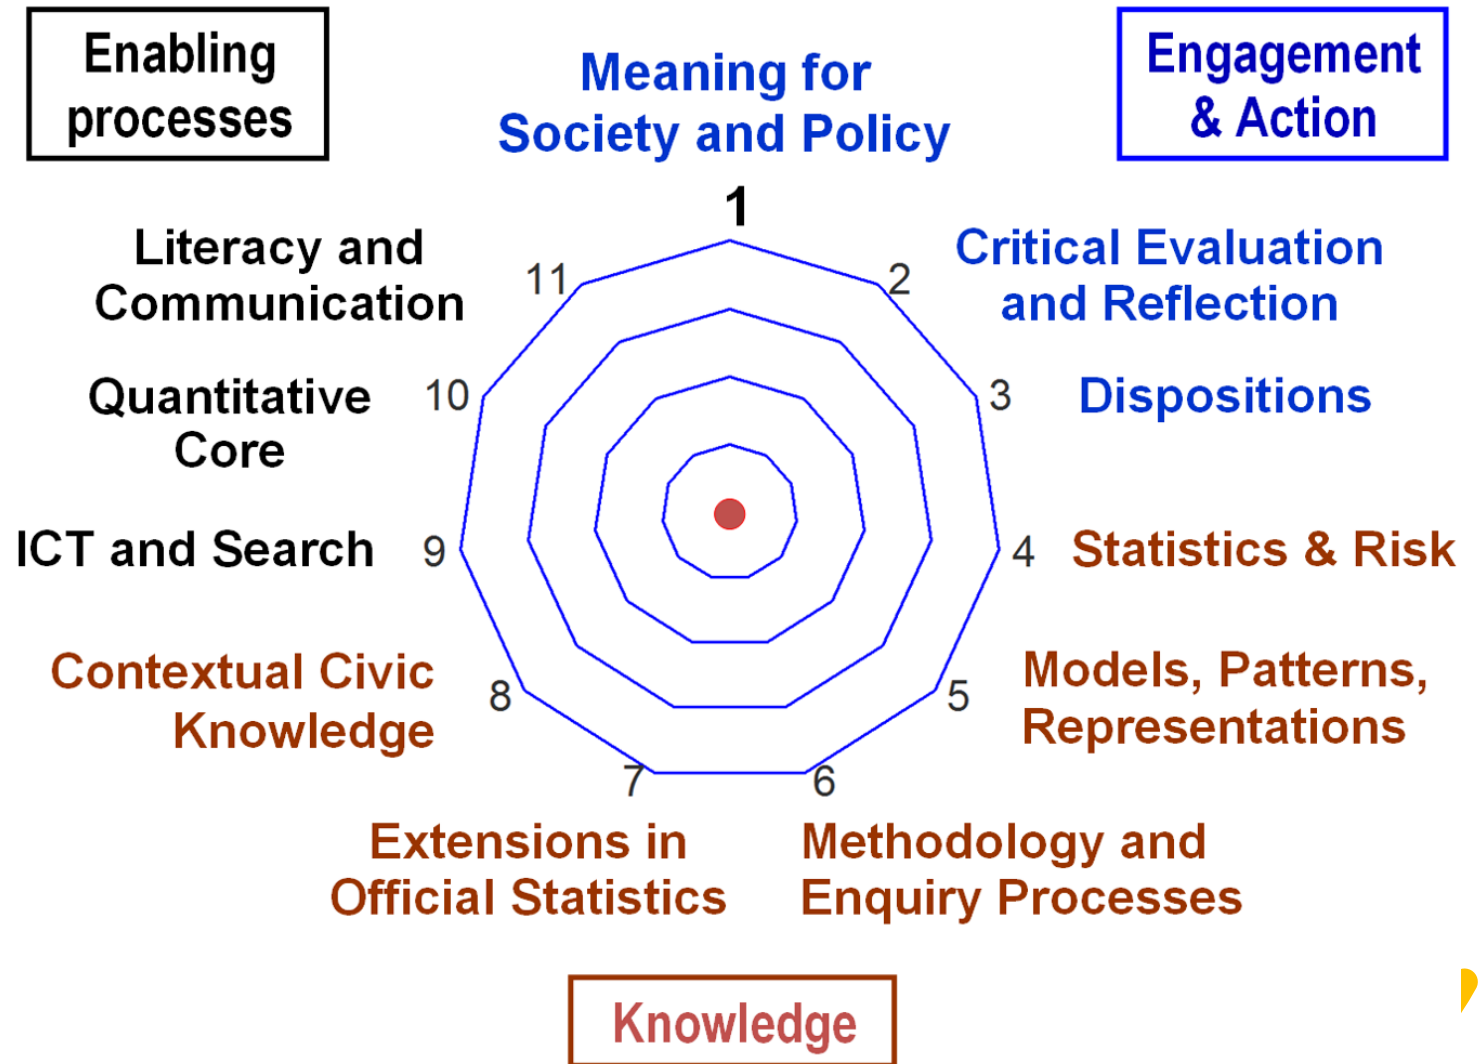 Enabling
processes
Meaning for
Society and Policy
Engagement
& Action
1
Literacy and
Communication
11
2
Critical Evaluation
and Reflection
Quantitative
Core
10
3
Dispositions
ICT and Search
9
4
Statistics & Risk
Contextual Civic
Knowledge
8
5
Models, Patterns,
Representations
7
6
Extensions in
Official Statistics
Methodology and
Enquiry Processes
Knowledge